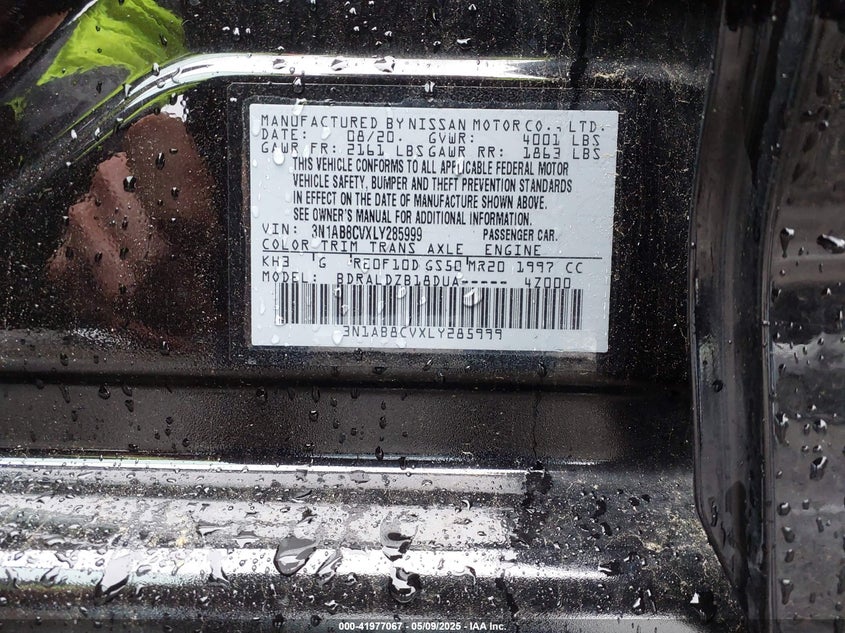 MANUFACTURED BY NISSAN MOTOR CO., LTD.
DATE: 08/20. GVWR: 4001 LBS
GAWR FR: 2161 LBS GAWR RR: 1863 LBS
THIS VEHICLE CONFORMS TO ALL APPLICABLE FEDERAL MOTOR
VEHICLE SAFETY, BUMPER AND THEFT PREVENTION STANDARDS
IN EFFECT ON THE DATE OF MANUFACTURE SHOWN ABOVE.
SEE OWNER'S MANUAL FOR ADDITIONAL INFORMATION.
VIN: 3N1AB8CVXLY285999 PASSENGER CAR.
COLOR TRIM TRANS AXLE ENGINE
KH3 G RE0F10D GS50 MR20 1997 CC
MODEL: BDRALDZB18DUA----- 4Z000
3N1AB8CVXLY285999
000-41977067 - 05/09/2025 - IAA Inc.